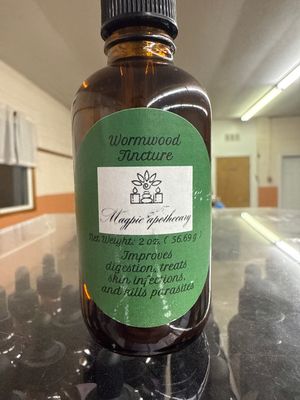 Wormwood
Tincture
Magpie apothecary
Net Weight: 2 oz. ( 56.69g )
Improves
digestion, treats
skin infections,
and kills parasites